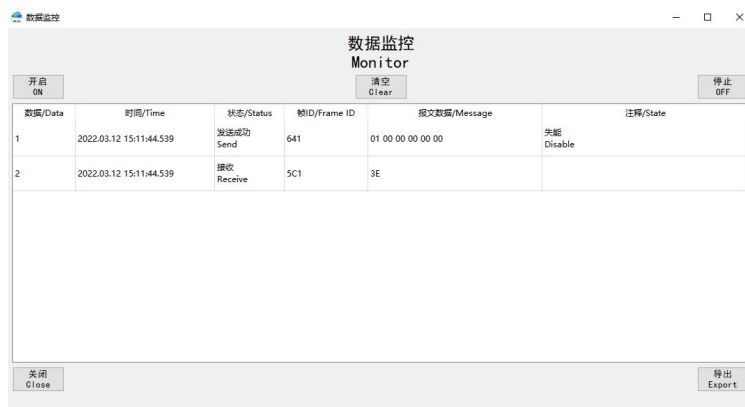 数据监控
数据监控
Monitor
开启
ON
清空
Clear
停止
OFF
数据/Data 时间/Time 状态/Status 帧ID/Frame ID 报文数据/Message 注释/State
1 2022.03.12 15:11:44.539 发送成功 Send 641 01 00 00 00 00 00 失能 Disable
2 2022.03.12 15:11:44.539 接收 Receive 5C1 3E
关闭
Close
导出
Export